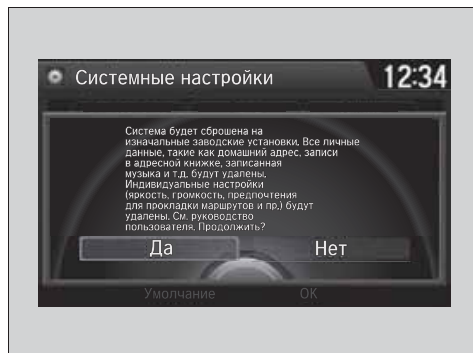 Системные настройки
12:34
Система будет сброшена на
изначальные заводские установки. Все личные
данные, такие как домашний адрес, записи
в адресной книжке, записанная
музыка и т.д. будут удалены.
Индивидуальные настройки
(яркость, громкость, предпочтения
для прокладки маршрутов и пр.) будут
удалены. См. руководство
пользователя. Продолжить?
Да
Нет
Умолчание
OK